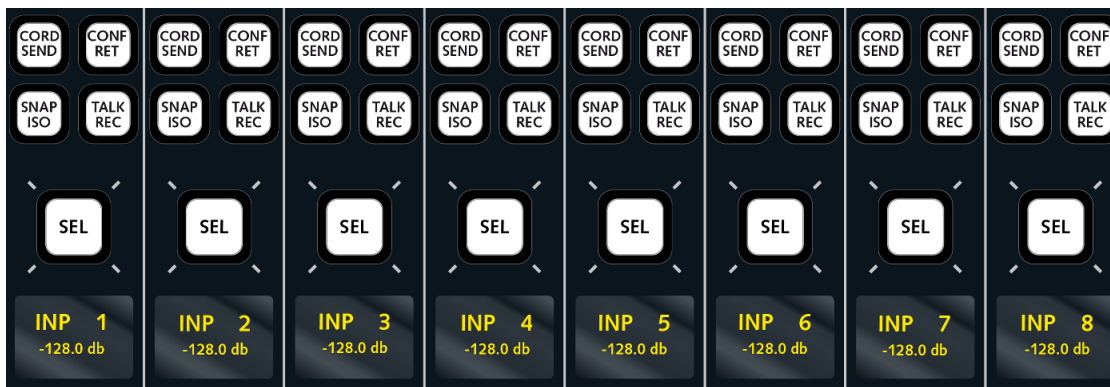 CORD SEND CONF RET CORD SEND CONF RET CORD SEND CONF RET CORD SEND CONF RET CORD SEND CONF RET CORD SEND CONF RET CORD SEND CONF RET CORD SEND CONF RET
SNAP ISO TALK REC SNAP ISO TALK REC SNAP ISO TALK REC SNAP ISO TALK REC SNAP ISO TALK REC SNAP ISO TALK REC SNAP ISO TALK REC SNAP ISO TALK REC
SEL SEL SEL SEL SEL SEL SEL SEL
INP 1 INP 2 INP 3 INP 4 INP 5 INP 6 INP 7 INP 8
-128.0 db -128.0 db -128.0 db -128.0 db -128.0 db -128.0 db -128.0 db -128.0 db